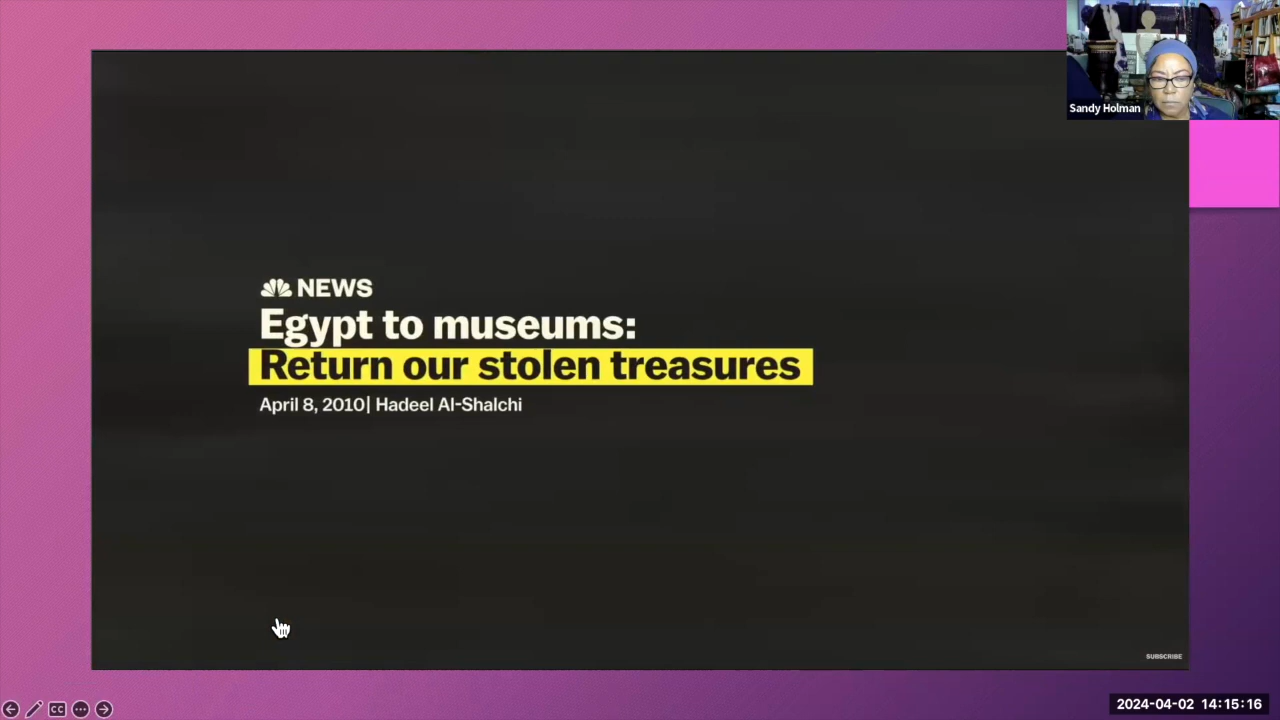 Sandy Holman
NEWS
Egypt to museums:
Return our stolen treasures
April 8, 2010| Hadeel Al-Shalchi
SUBSCRIBE
CC
2024-04-02 14:15:16